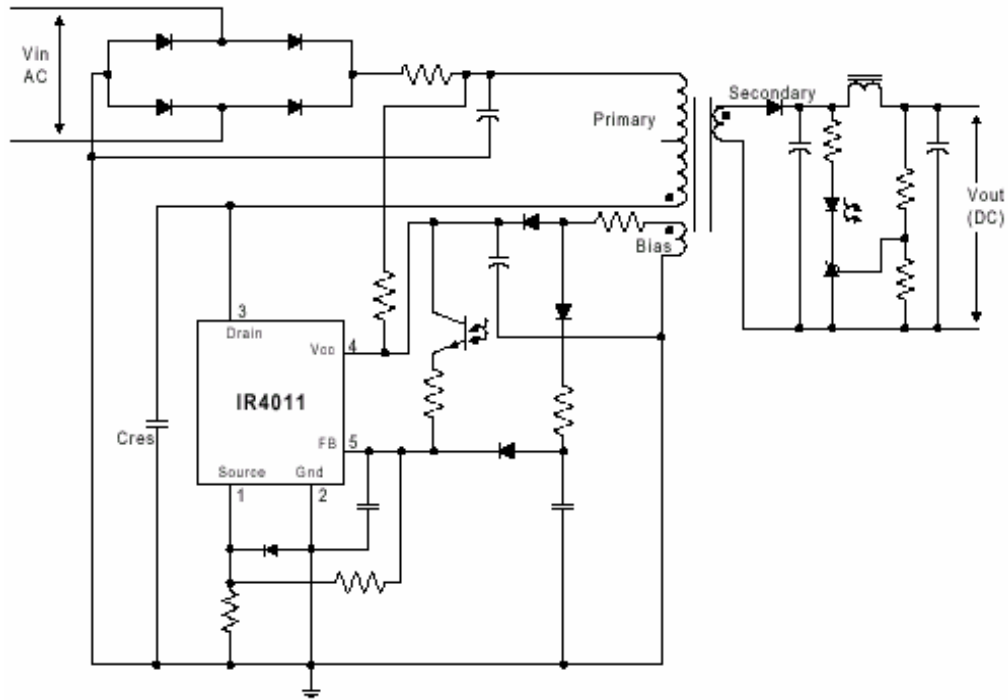 Vin
AC
Primary
Secondary
Vout
(DC)
Bias
3
Drain
Vcc
4
IR4011
Cres
FB
5
Source
Gnd
1
2